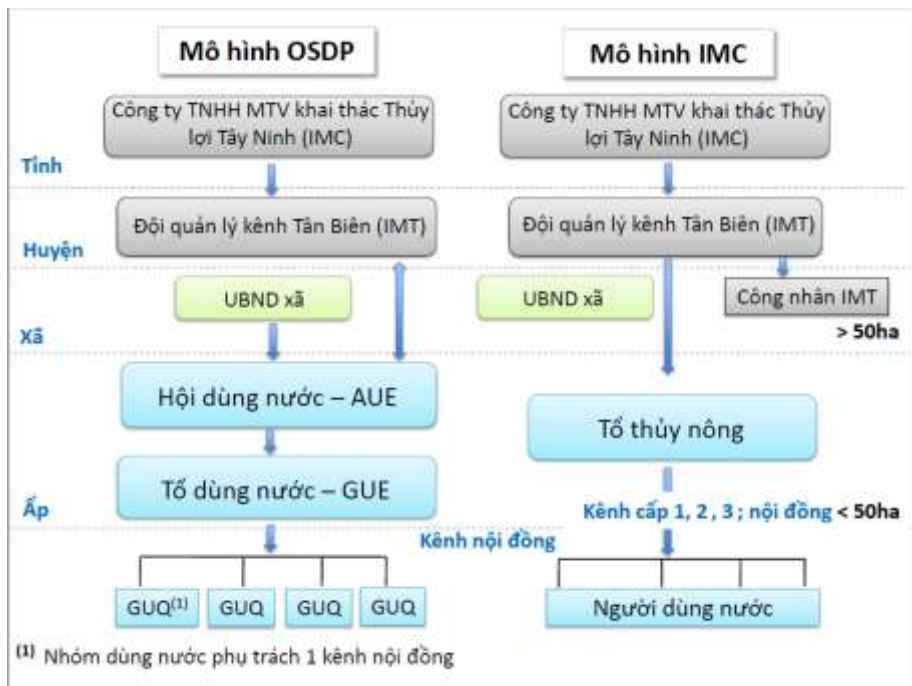 Mô hình OSDP
Công ty TNHH MTV khai thác Thủy
lợi Tây Ninh (IMC)
Mô hình IMC
Công ty TNHH MTV khai thác Thủy
lợi Tây Ninh (IMC)
Tỉnh
Đội quản lý kênh Tân Biên (IMT)
Đội quản lý kênh Tân Biên (IMT)
Huyện
UBND xã
UBND xã
Công nhân IMT
> 50ha
Xã
Hội dùng nước – AUE
Tổ dùng nước – GUE
Tổ thủy nông
Ấp
Kênh cấp 1, 2 , 3 ; nội đồng < 50ha
Kênh nội đồng
GUQ(1)
GUQ
GUQ
GUQ
Người dùng nước
(1) Nhóm dùng nước phụ trách 1 kênh nội đồng